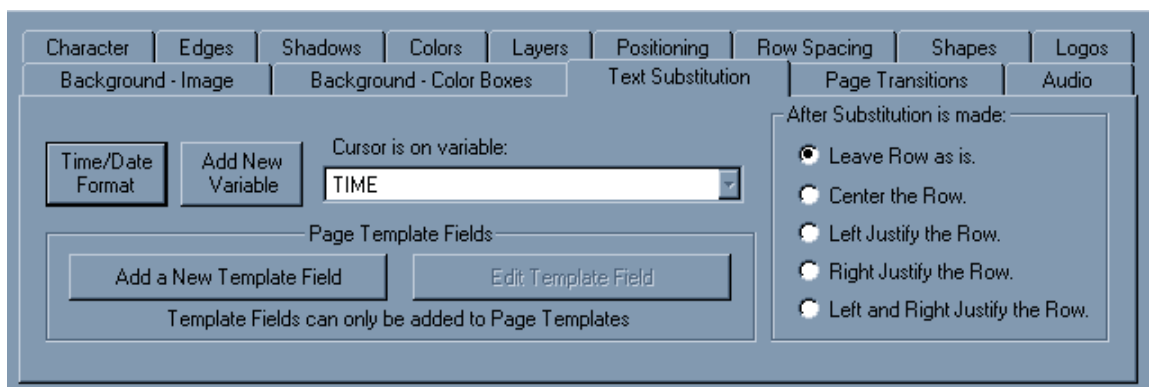 Character Edges Shadows Colors Layers Positioning Row Spacing Shapes Logos
Background - Image Background - Color Boxes Text Substitution Page Transitions Audio
Time/Date
Format
Add New
Variable
Cursor is on variable:
TIME
Page Template Fields
Add a New Template Field
Edit Template Field
Template Fields can only be added to Page Templates
After Substitution is made:
Leave Row as is.
Center the Row.
Left Justify the Row.
Right Justify the Row.
Left and Right Justify the Row.